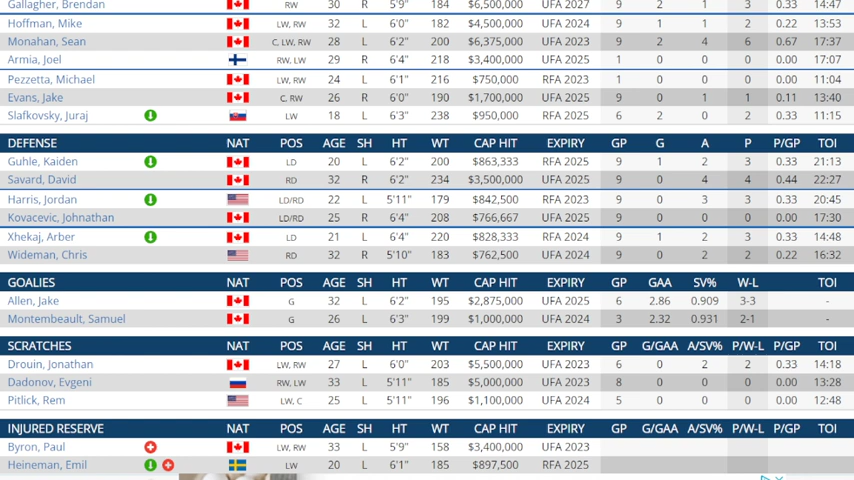 Gallagher, Brendan RW 30 R 5'9" 184 $6,500,000 UFA 2027 9 2 1 3 0.33 14:47
Hoffman, Mike LW, RW 32 L 6'0" 182 $4,500,000 UFA 2024 9 1 1 2 0.22 13:53
Monahan, Sean C, LW, RW 28 L 6'2" 200 $6,375,000 UFA 2023 9 2 4 6 0.67 17:37
Armia, Joel RW, LW 29 R 6'4" 218 $3,400,000 UFA 2025 1 0 0 0 0.00 17:07
Pezzetta, Michael LW, RW 24 L 6'1" 216 $750,000 RFA 2023 1 0 0 0 0.00 11:04
Evans, Jake C, RW 26 R 6'0" 190 $1,700,000 UFA 2025 9 0 1 1 0.11 13:40
Slafkovsky, Juraj LW 18 L 6'3" 238 $950,000 RFA 2025 6 2 0 2 0.33 11:15
DEFENSE NAT POS AGE SH HT WT CAP HIT EXPIRY GP G A P P/GP TOI
Guhle, Kaiden LD 20 L 6'2" 200 $863,333 RFA 2025 9 1 2 3 0.33 21:13
Savard, David RD 32 R 6'2" 234 $3,500,000 UFA 2025 9 0 4 4 0.44 22:27
Harris, Jordan LD/RD 22 L 5'11" 179 $842,500 RFA 2023 9 0 3 3 0.33 20:45
Kovacevic, Johnathan LD/RD 25 R 6'4" 208 $766,667 UFA 2025 9 0 0 0 0.00 17:30
Xhekaj, Arber LD 21 L 6'4" 220 $828,333 RFA 2024 9 1 2 3 0.33 14:48
Wideman, Chris RD 32 R 5'10" 183 $762,500 UFA 2024 9 0 2 2 0.22 16:32
GOALIES NAT POS AGE SH HT WT CAP HIT EXPIRY GP GAA SV% W-L TOI
Allen, Jake G 32 L 6'2" 195 $2,875,000 UFA 2025 6 2.86 0.909 3-3 -
Montembeault, Samuel G 26 L 6'3" 199 $1,000,000 UFA 2024 3 2.32 0.931 2-1 -
SCRATCHES NAT POS AGE SH HT WT CAP HIT EXPIRY GP G/GAA A/SV% P/W-L P/GP TOI
Drouin, Jonathan LW, RW 27 L 6'0" 203 $5,500,000 UFA 2023 6 0 2 2 0.33 14:18
Dadonov, Evgeni RW, LW 33 L 5'11" 185 $5,000,000 UFA 2023 8 0 0 0 0.00 13:28
Pitlick, Rem LW, C 25 L 5'11" 196 $1,100,000 UFA 2024 5 0 0 0 0.00 12:48
INJURED RESERVE NAT POS AGE SH HT WT CAP HIT EXPIRY GP G/GAA A/SV% P/W-L P/GP TOI
Byron, Paul LW, RW 33 L 5'9" 158 $3,400,000 UFA 2023
Heineman, Emil LW 20 L 6'1" 185 $897,500 RFA 2025